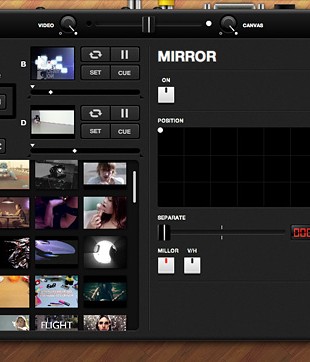 VIDEO
CANVAS
B
SET CUE
D
SET CUE
FLIGHT
MIRROR
ON
POSITION
SEPARATE
MILLOR V/H